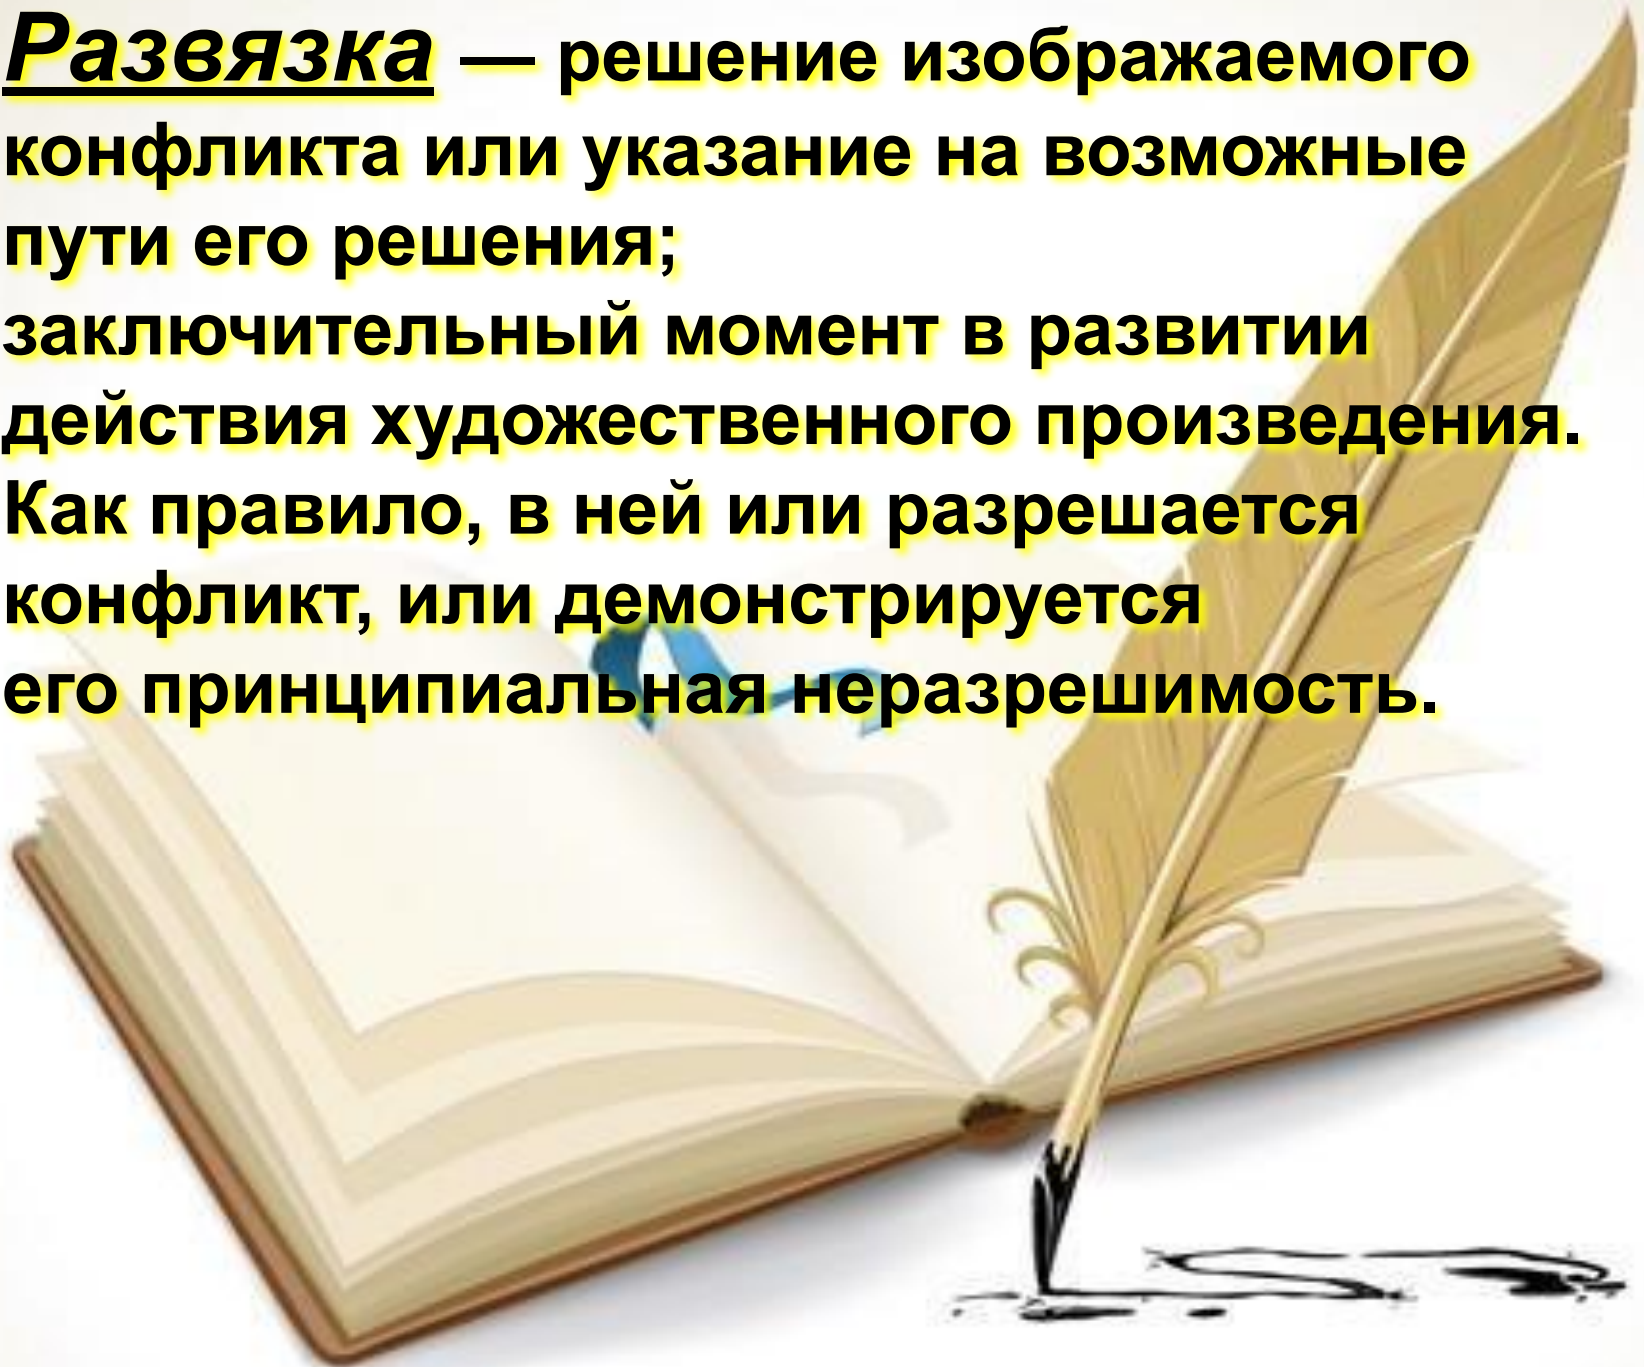 Развязка — решение изображаемого
конфликта или указание на возможные
пути его решения;
заключительный момент в развитии
действия художественного произведения.
Как правило, в ней или разрешается
конфликт, или демонстрируется
его принципиальная неразрешимость.